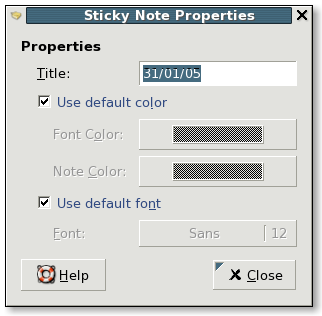 Sticky Note Properties
Properties
Title: 31/01/05
Use default color
Font Color:
Note Color:
Use default font
Font: Sans 12
Help Close